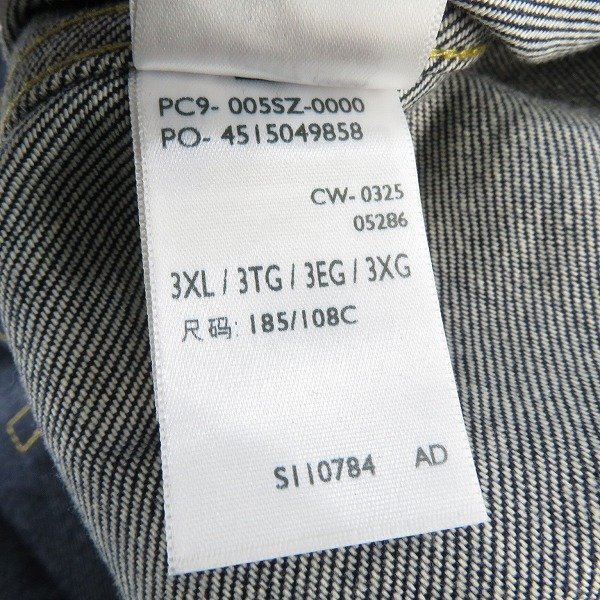 PC9- 005SZ-0000
PO- 4515049858
CW- 0325
05286
3XL / 3TG / 3EG / 3XG
尺码: 185/108C
S110784 AD